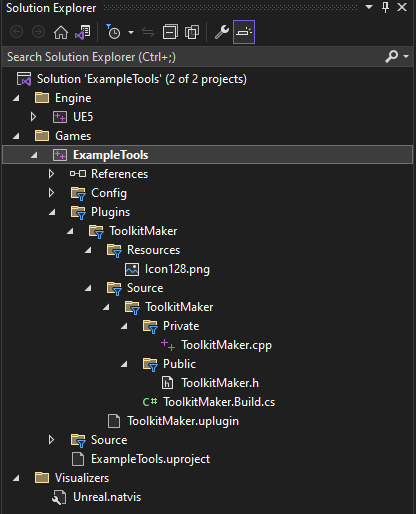 Solution Explorer
Search Solution Explorer (Ctrl+;)
Solution 'ExampleTools' (2 of 2 projects)
Engine
UE5
Games
ExampleTools
References
Config
Plugins
ToolkitMaker
Resources
Icon128.png
Source
ToolkitMaker
Private
ToolkitMaker.cpp
Public
ToolkitMaker.h
C# ToolkitMaker.Build.cs
ToolkitMaker.uplugin
Source
ExampleTools.uproject
Visualizers
Unreal.natvis